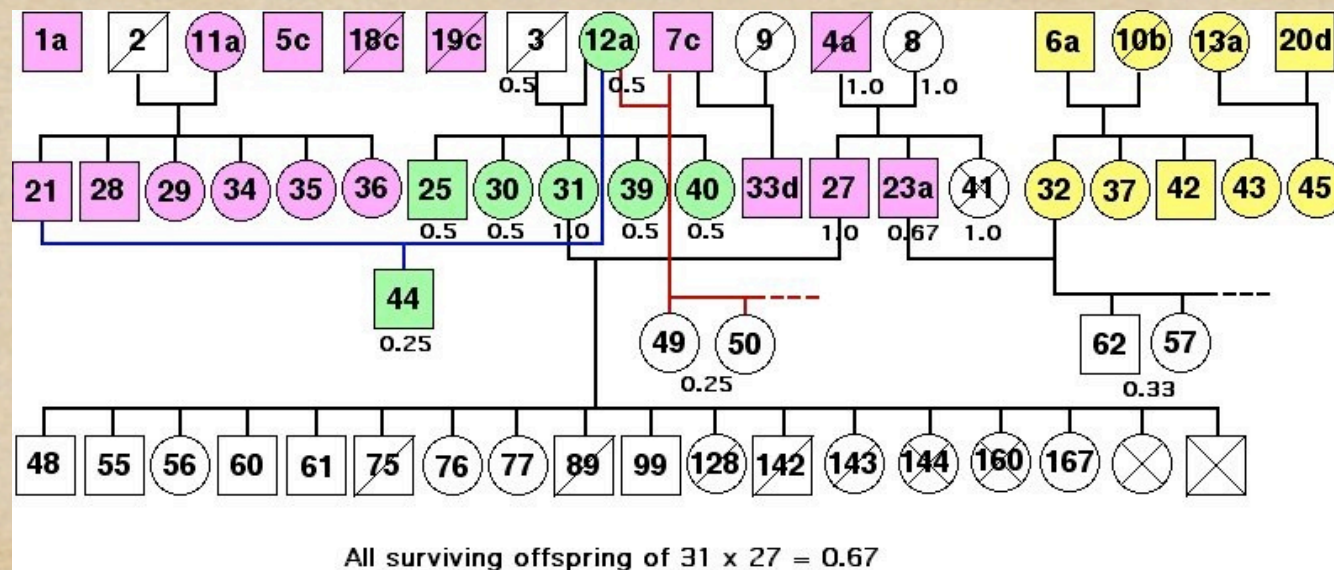 1a 2 11a 5c 18c 19c 3 12a 7c 9 4a 8 6a 10b 13a 20d
0.5 0.5 1.0 1.0
21 28 29 34 35 36 25 30 31 39 40 33d 27 23a 41 32 37 42 43 45
0.5 0.5 1.0 0.5 0.5 1.0 0.67 1.0
44
0.25
49 50 62 57
0.25 0.33
48 55 56 60 61 75 76 77 89 99 128 142 143 144 160 167
All surviving offspring of 31 x 27 = 0.67